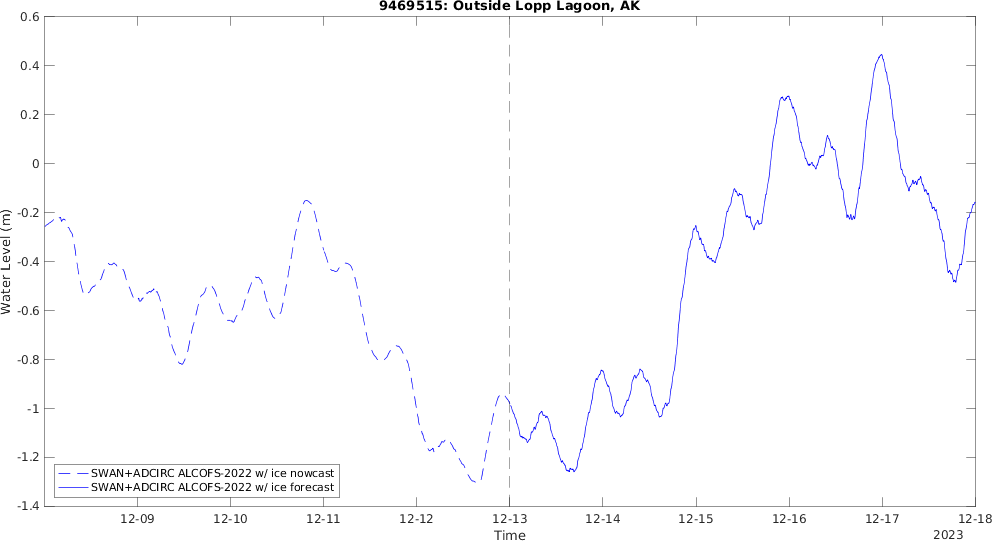 9469515: Outside Lopp Lagoon, AK
0.6
0.4
0.2
0
-0.2
-0.4
-0.6
-0.8
-1
-1.2
-1.4
Water Level (m)
SWAN+ADCIRC ALCOFS-2022 w/ ice nowcast
SWAN+ADCIRC ALCOFS-2022 w/ ice forecast
12-09 12-10 12-11 12-12 12-13 12-14 12-15 12-16 12-17 12-18
Time
2023